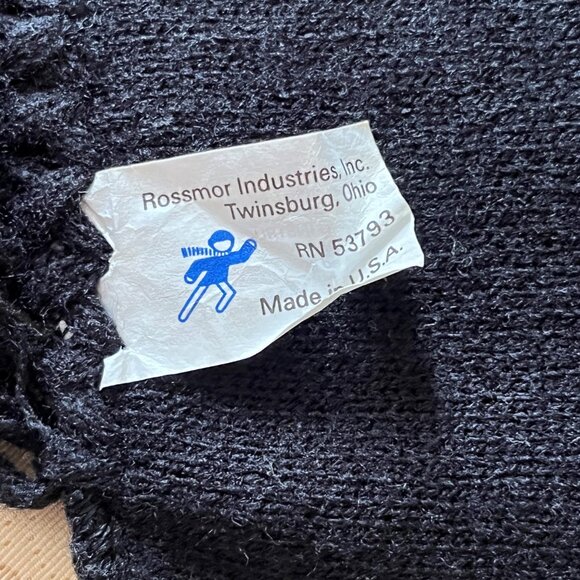 Rossmor Industries, Inc.
Twinsburg, Ohio
RN 53793
Made in U.S.A.